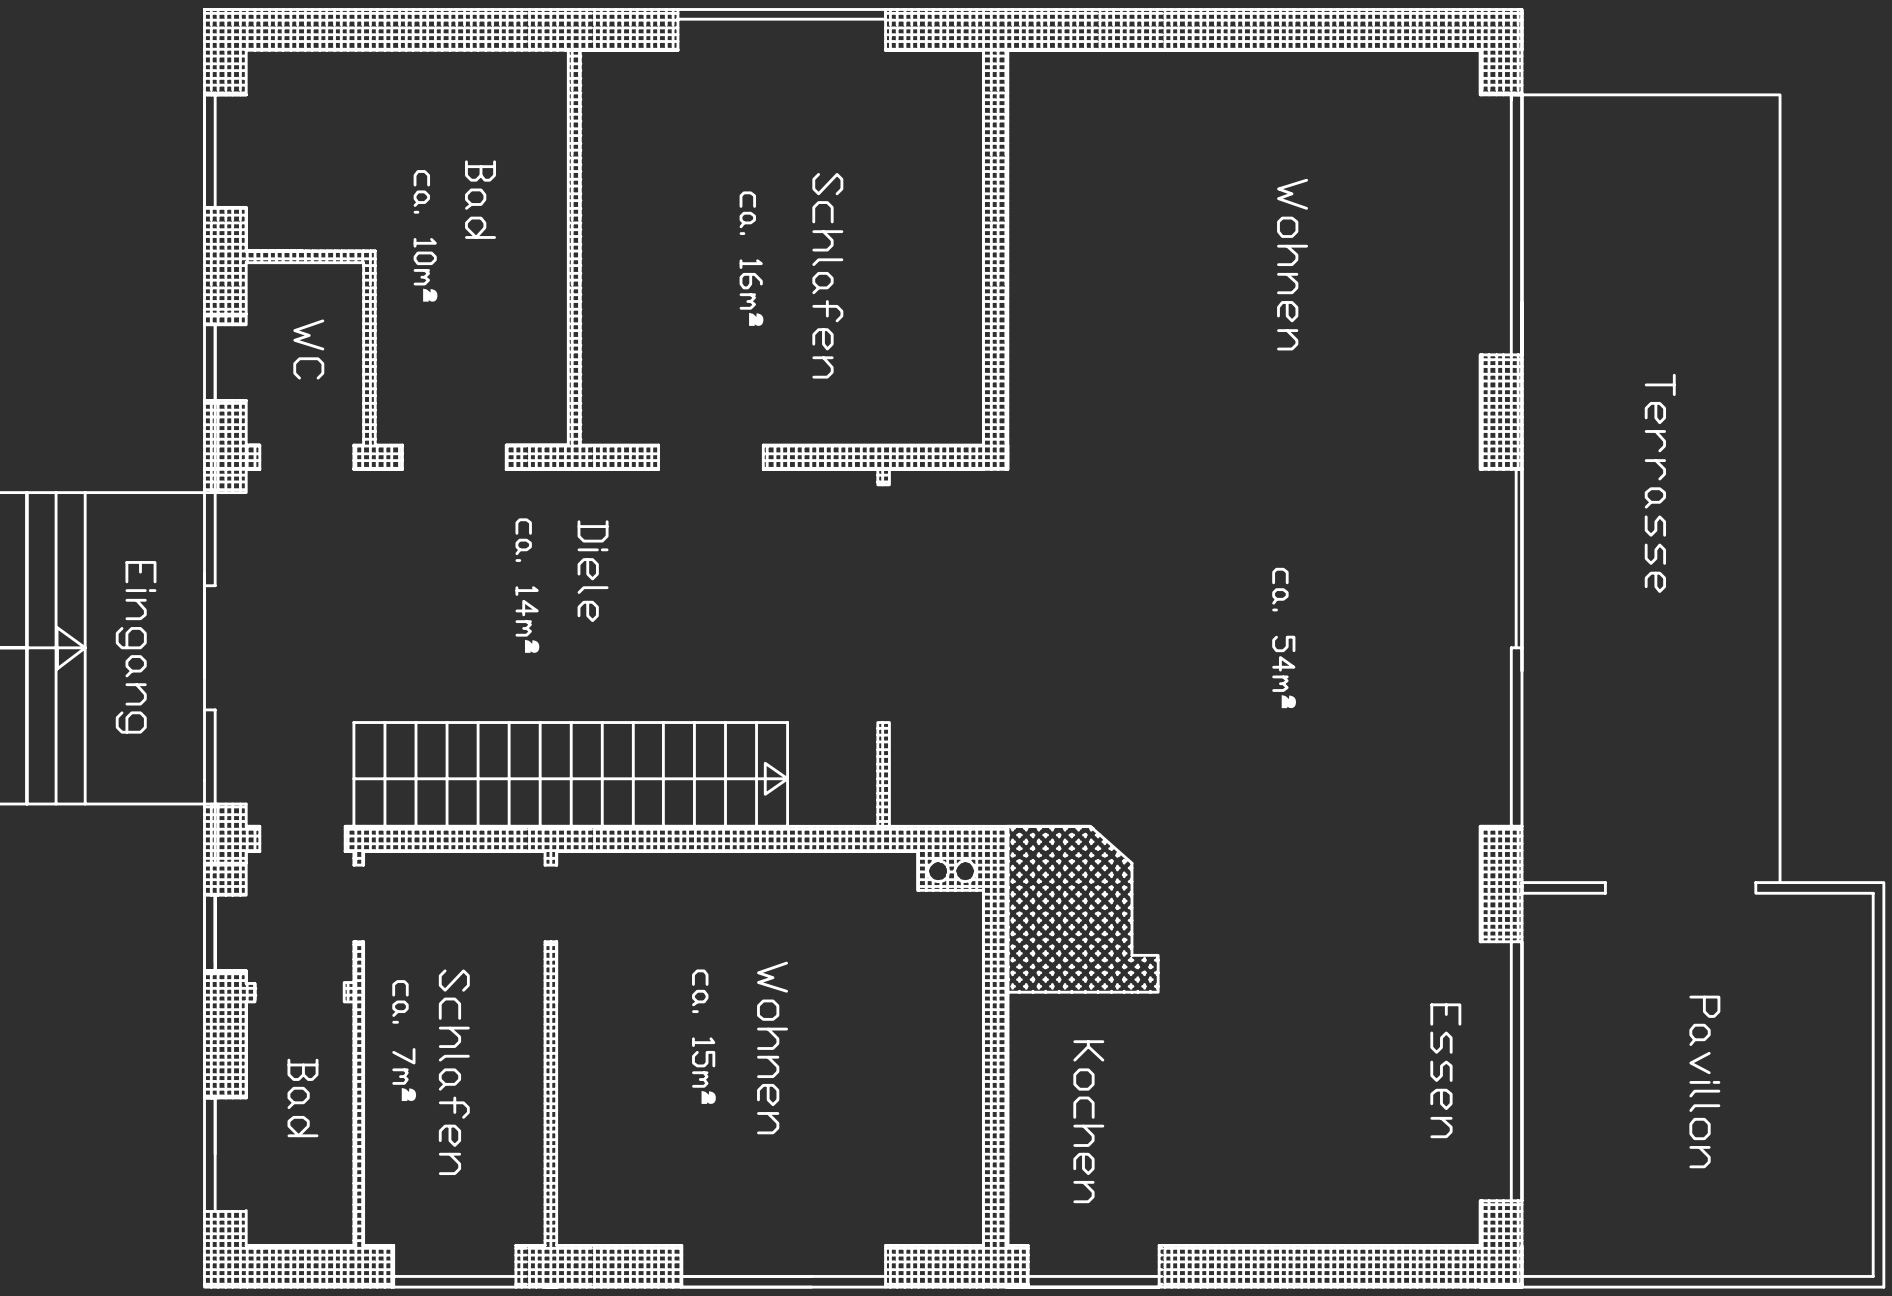 Terrasse
Pavillon
Wohnen
ca. 54m²
Essen
Kochen
Schlafen
ca. 16m²
Wohnen
ca. 15m²
Diele
ca. 14m²
Bad
ca. 10m²
Schlafen
ca. 7m²
WC
Bad
Eingang